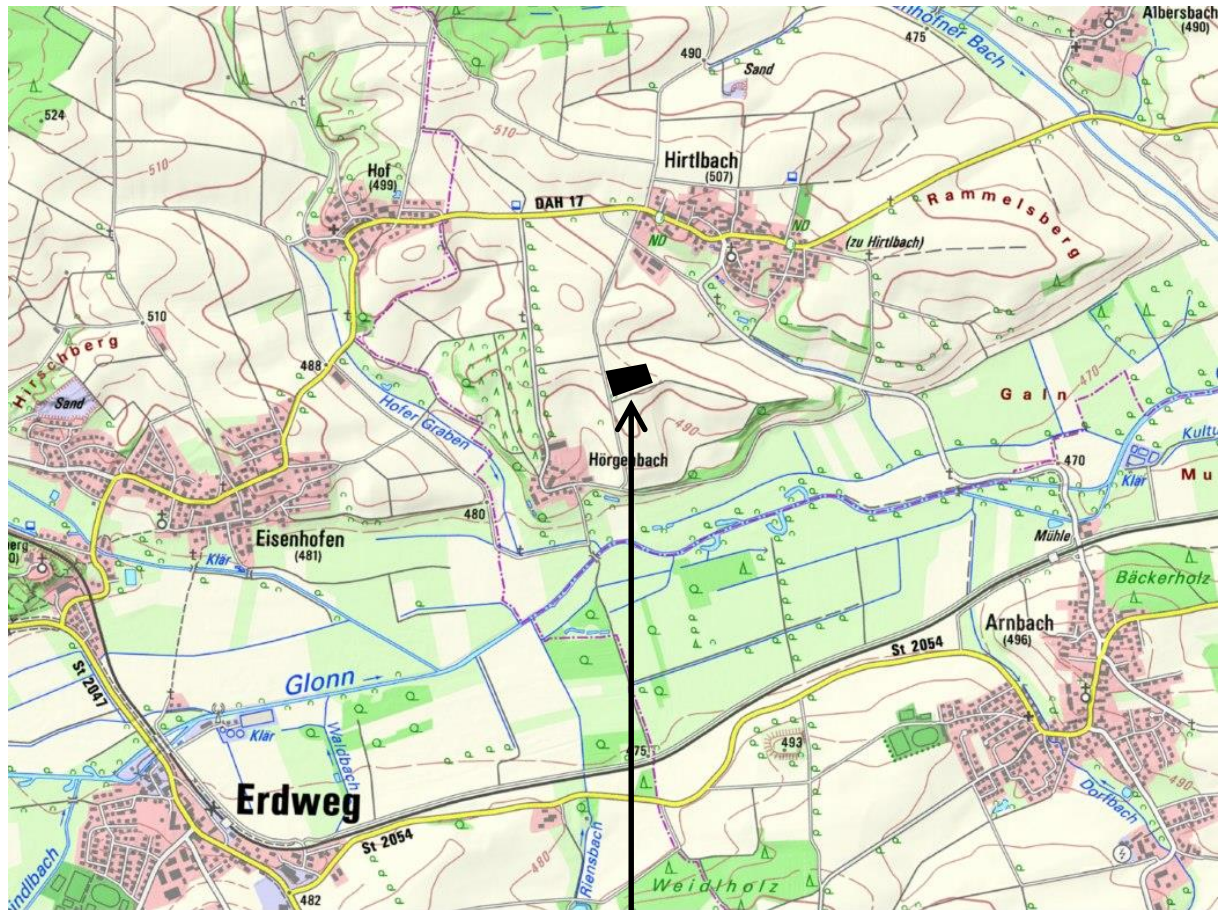 Albersbach
(490)
475
490
Sand
524
510
510
Hof
(499)
Hirtlbach
(507)
DAH 17
ND
ND
(zu Hirtlbach)
Rammelsberg
510
Hirschberg
488
Sand
Hofer Graben
490
Galn
470
Hörgenbach
470
Klär
Mu
480
Eisenhofen
(481)
Klär
Mühle
Bäckerholz
Arnbach
(496)
St 2054
St 2047
Glonn
Klär
Waldbach
475
493
Erdweg
St 2054
Dorfbach
490
480
Riensbach
Weidlholz
482